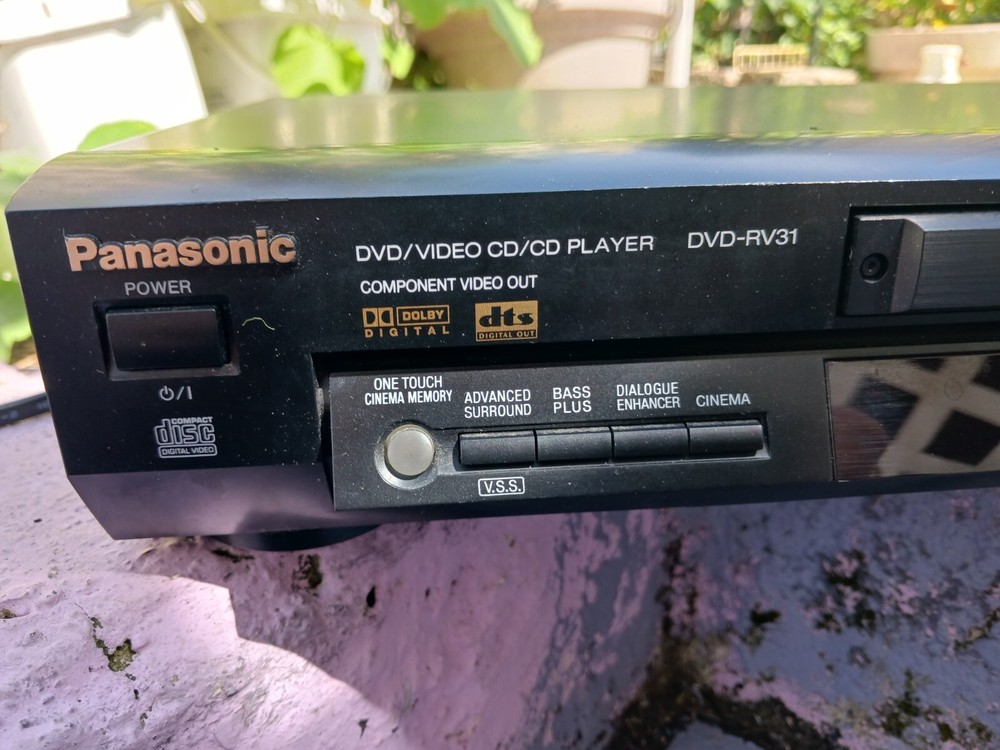 Panasonic
DVD/VIDEO CD/CD PLAYER DVD-RV31
COMPONENT VIDEO OUT
POWER
DOLBY
DIGITAL
dts
DIGITAL OUT
⏻/I
COMPACT
disc
DIGITAL VIDEO
ONE TOUCH
CINEMA MEMORY
ADVANCED
SURROUND
BASS
PLUS
DIALOGUE
ENHANCER
CINEMA
V.S.S.